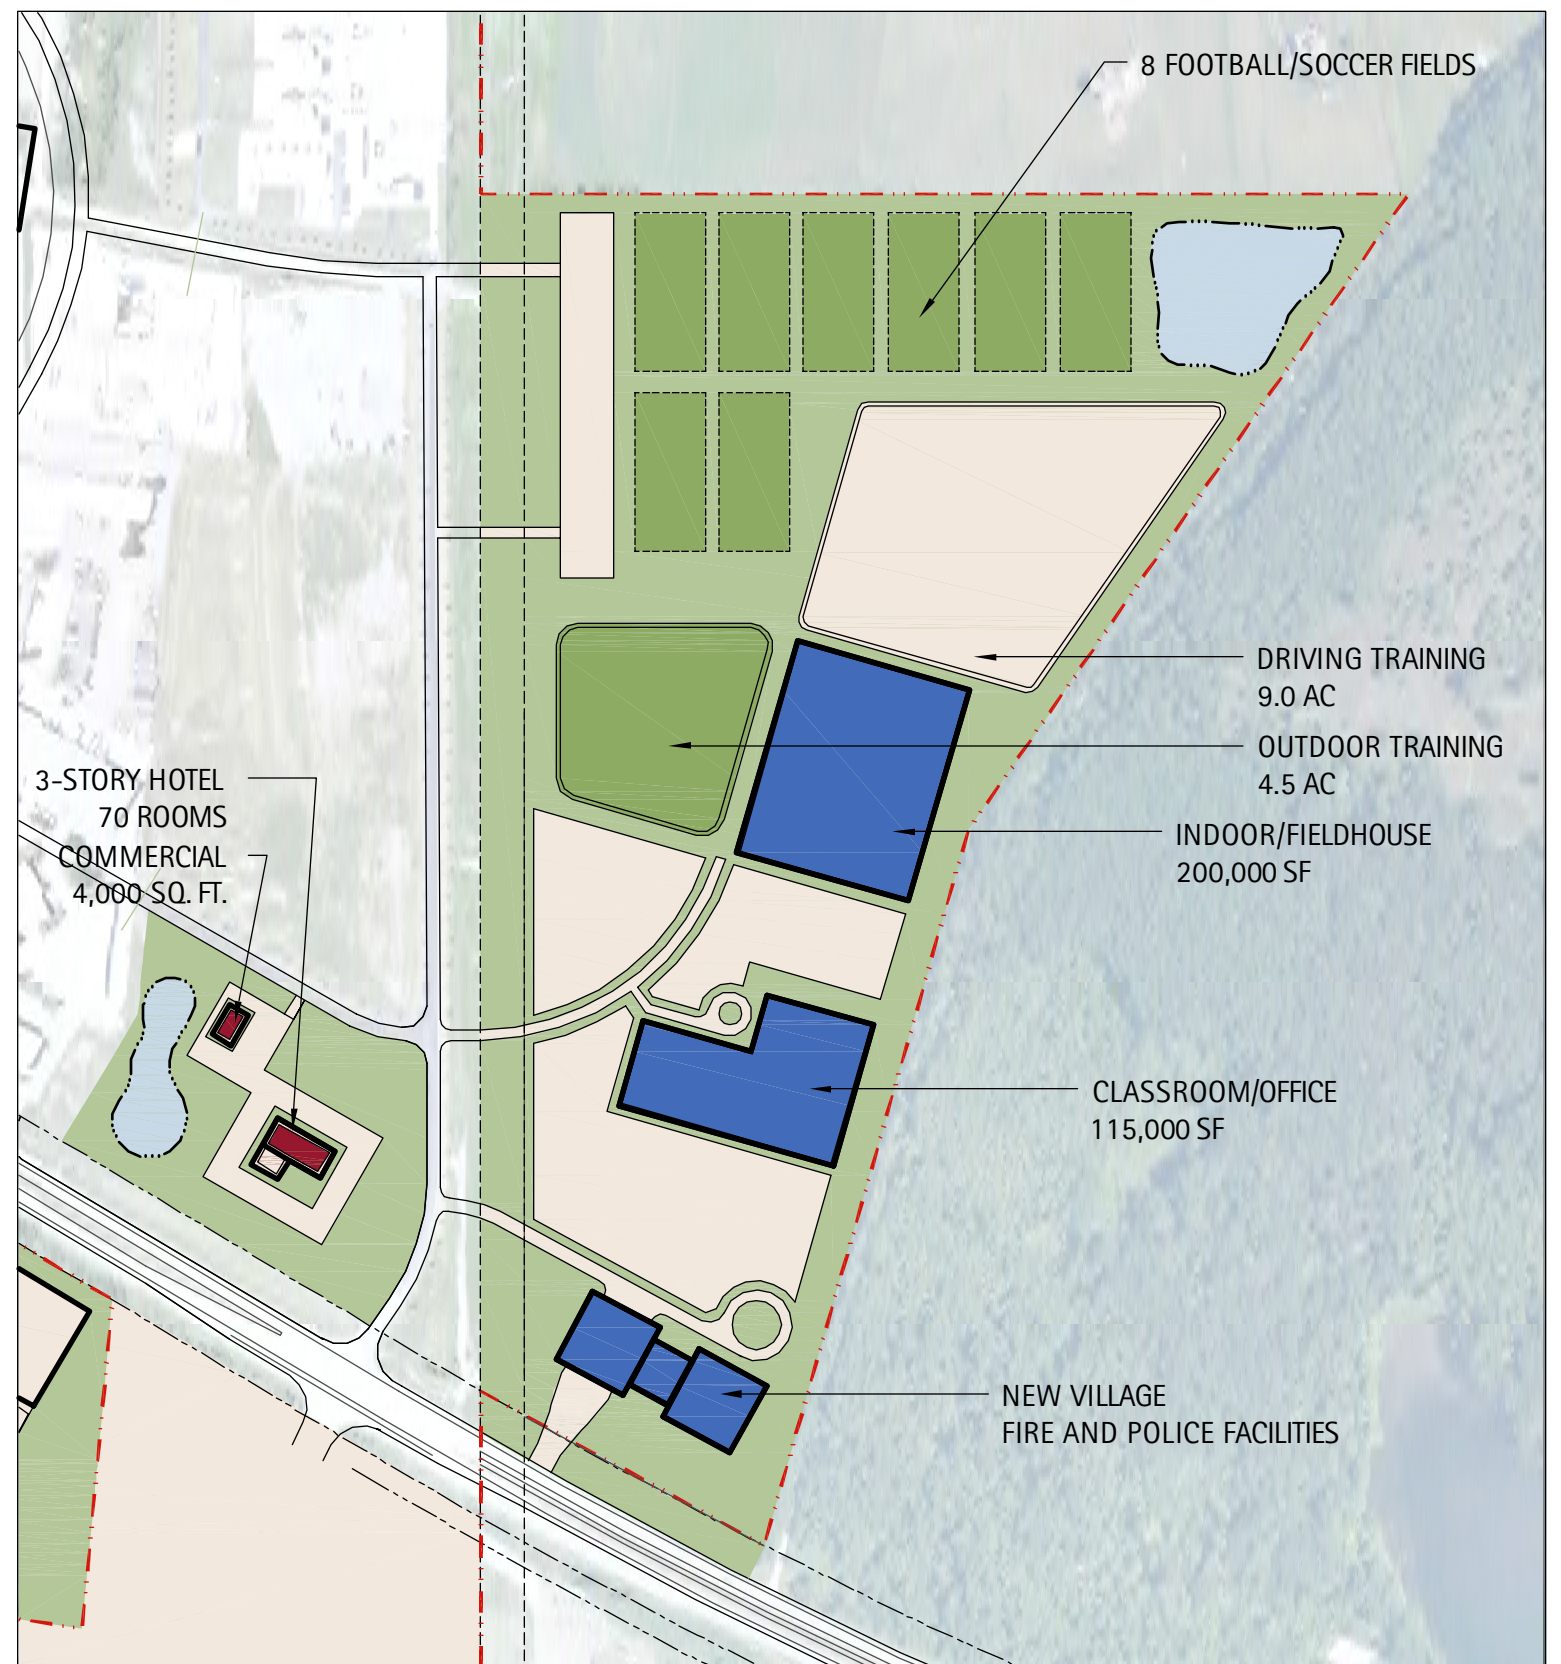 8 FOOTBALL/SOCCER FIELDS
DRIVING TRAINING
9.0 AC
OUTDOOR TRAINING
4.5 AC
3-STORY HOTEL
70 ROOMS
COMMERCIAL
4,000 SQ. FT.
INDOOR/FIELDHOUSE
200,000 SF
CLASSROOM/OFFICE
115,000 SF
NEW VILLAGE
FIRE AND POLICE FACILITIES